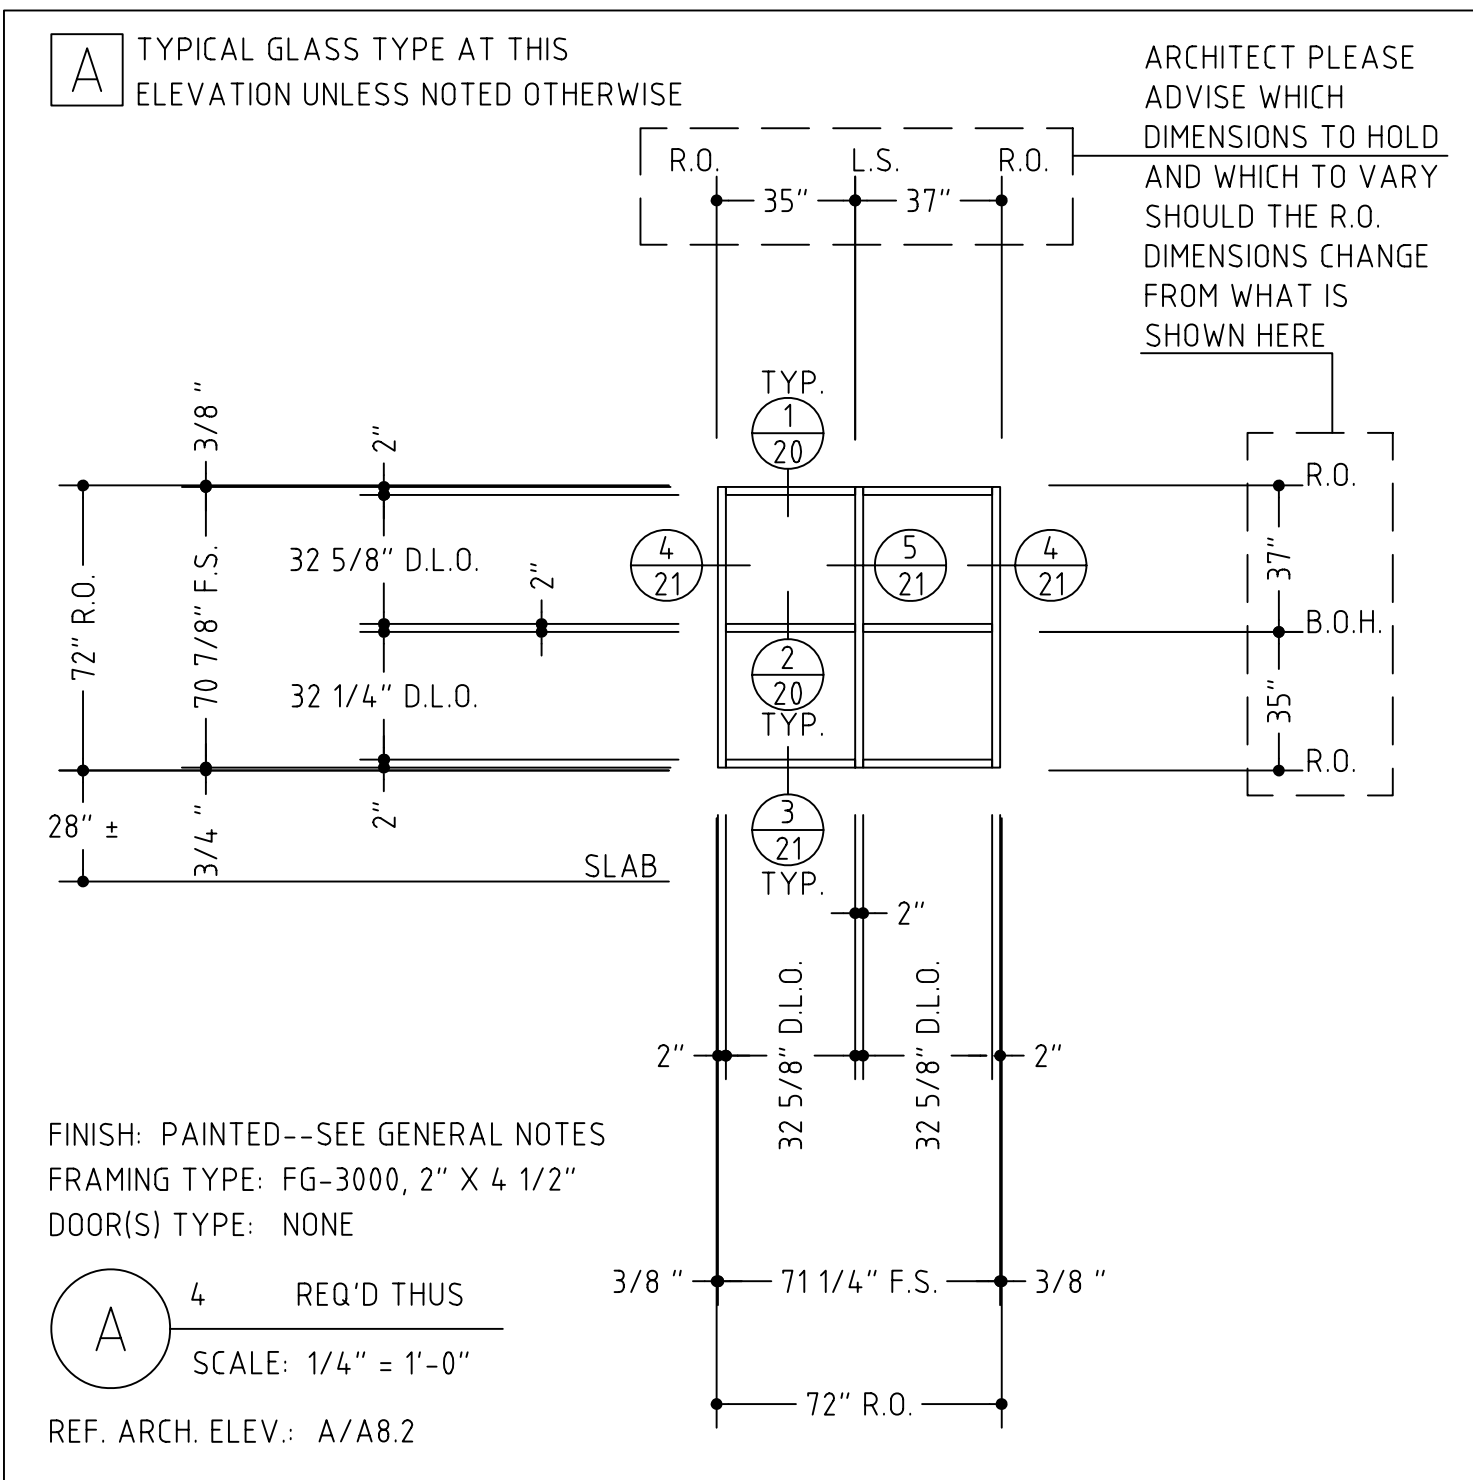 A
TYPICAL GLASS TYPE AT THIS
ELEVATION UNLESS NOTED OTHERWISE
ARCHITECT PLEASE
ADVISE WHICH
DIMENSIONS TO HOLD
AND WHICH TO VARY
SHOULD THE R.O.
DIMENSIONS CHANGE
FROM WHAT IS
SHOWN HERE
R.O. L.S. R.O.
35" 37"
TYP.
1
20
3/8 "
2"
72" R.O.
70 7/8" F.S.
32 5/8" D.L.O.
2"
32 1/4" D.L.O.
2"
3/4 "
28" ±
SLAB
4
21
5
21
4
21
2
20
TYP.
3
21
TYP.
R.O.
37"
B.O.H.
35"
R.O.
2"
2" 32 5/8" D.L.O. 32 5/8" D.L.O. 2"
3/8 " 71 1/4" F.S. 3/8 "
72" R.O.
FINISH: PAINTED--SEE GENERAL NOTES
FRAMING TYPE: FG-3000, 2" X 4 1/2"
DOOR(S) TYPE: NONE
A
4 REQ'D THUS
SCALE: 1/4" = 1'-0"
REF. ARCH. ELEV.: A/A8.2